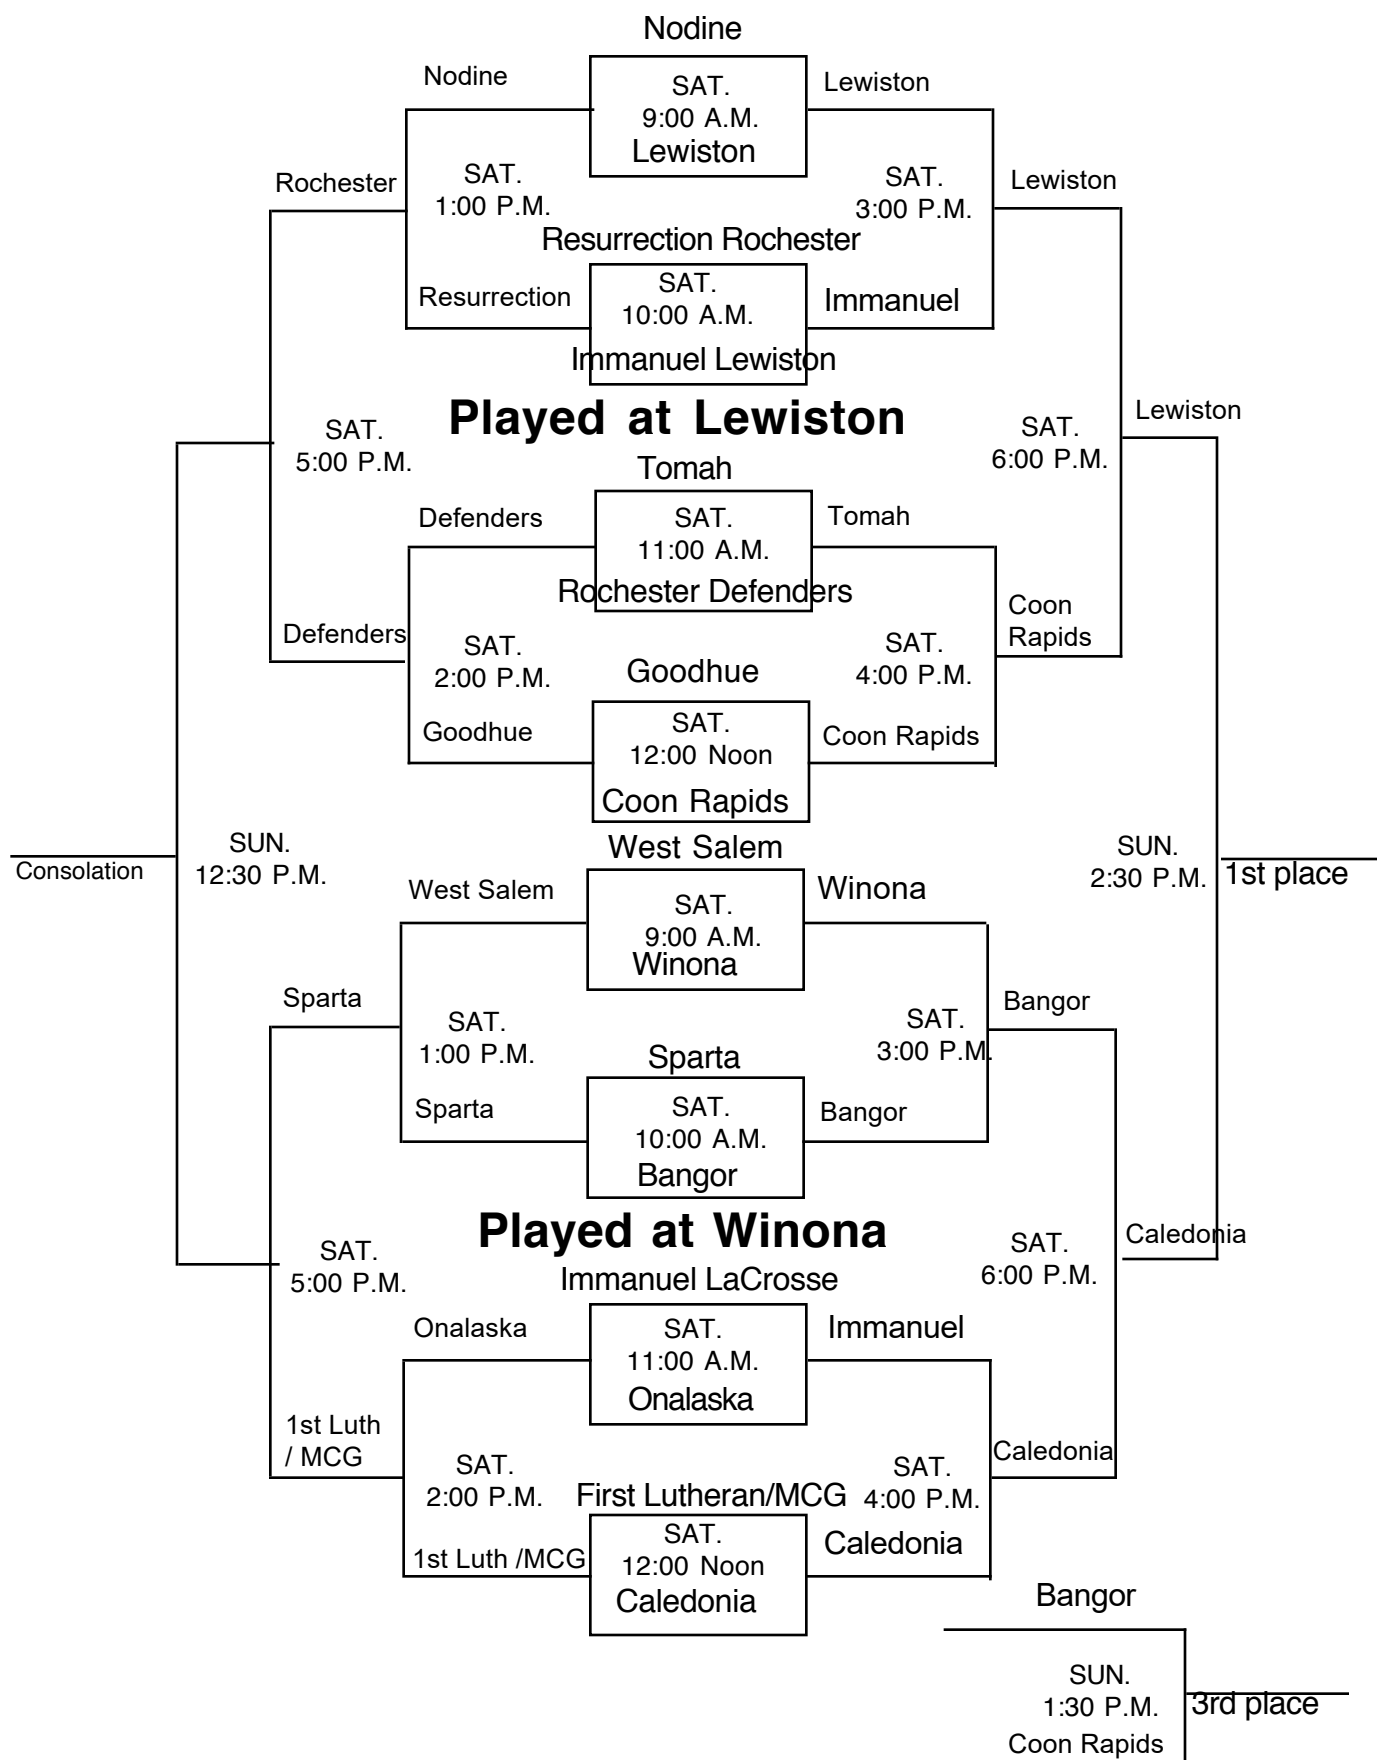 Nodine
Nodine
SAT.
9:00 A.M.
Lewiston
Lewiston
Rochester
SAT.
1:00 P.M.
SAT.
3:00 P.M.
Lewiston
Resurrection Rochester
Resurrection
SAT.
10:00 A.M.
Immanuel
Immanuel Lewiston
Played at Lewiston
SAT.
5:00 P.M.
SAT.
6:00 P.M.
Lewiston
Tomah
Defenders
SAT.
11:00 A.M.
Tomah
Rochester Defenders
Defenders
SAT.
2:00 P.M.
Goodhue
SAT.
4:00 P.M.
Coon
Rapids
Goodhue
SAT.
12:00 Noon
Coon Rapids
Coon Rapids
Consolation
SUN.
12:30 P.M.
West Salem
SUN.
2:30 P.M.
1st place
West Salem
SAT.
9:00 A.M.
Winona
Winona
Sparta
SAT.
1:00 P.M.
SAT.
3:00 P.M.
Bangor
Sparta
Sparta
SAT.
10:00 A.M.
Bangor
Bangor
Played at Winona
SAT.
5:00 P.M.
SAT.
6:00 P.M.
Caledonia
Immanuel LaCrosse
Onalaska
SAT.
11:00 A.M.
Immanuel
Onalaska
1st Luth
/ MCG
SAT.
2:00 P.M.
First Lutheran/MCG
SAT.
4:00 P.M.
Caledonia
1st Luth /MCG
SAT.
12:00 Noon
Caledonia
Caledonia
Bangor
SUN.
1:30 P.M.
3rd place
Coon Rapids